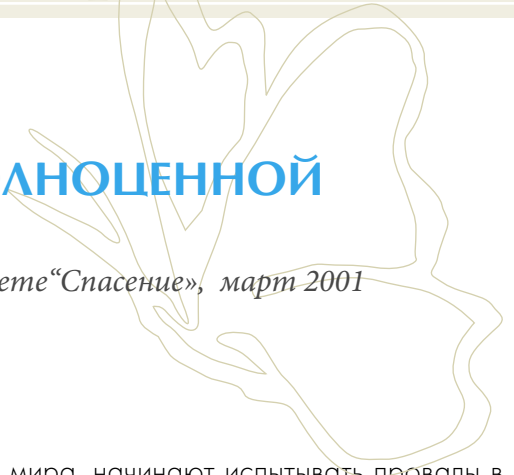 ЛНОЦЕННОЙ
ете“Спасение», март 2001
мира, начинают испытывать провалы в